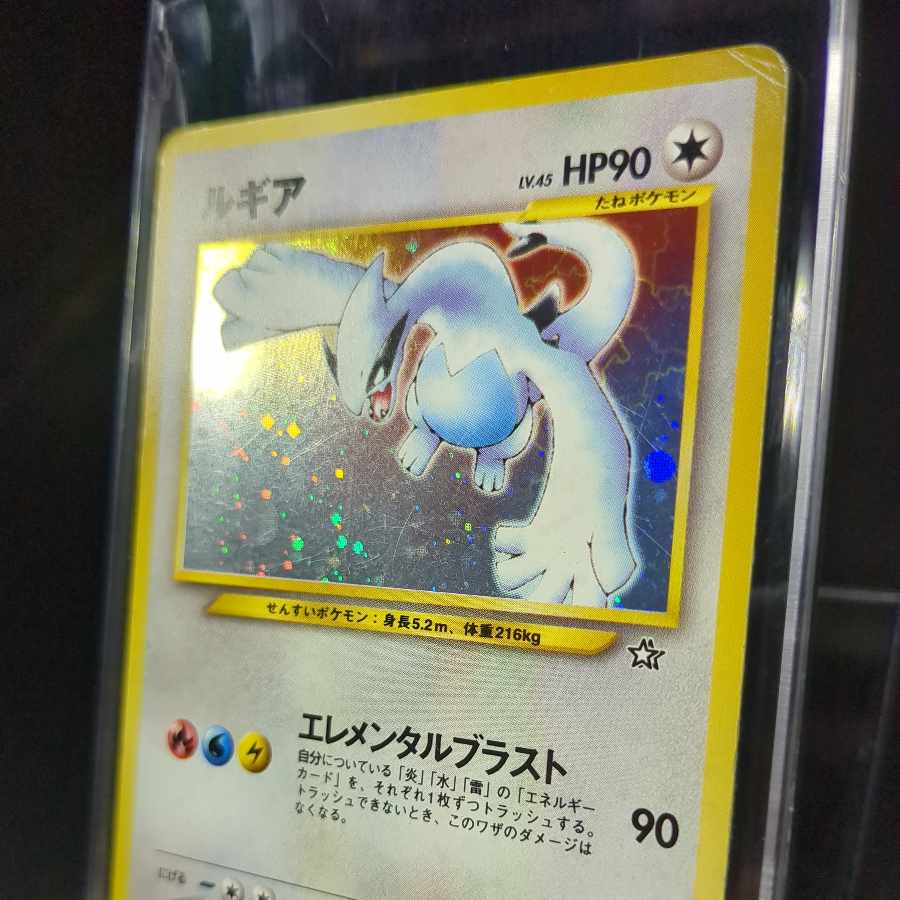 ルギア
LV.45 HP90
たねポケモン
せんすいポケモン：身長5.2m、体重216kg
エレメンタルブラスト
自分についている「炎」「水」「雷」の「エネルギー
カード」を、それぞれ1枚ずつトラッシュする。
トラッシュできないとき、このワザのダメージは
なくなる。
90
にげる